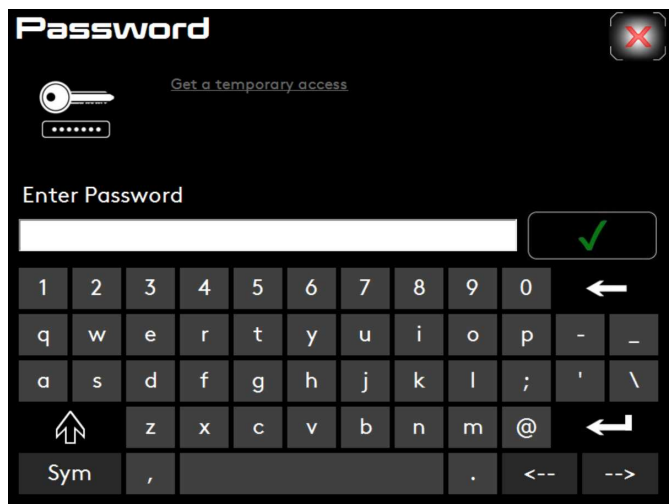 Password
Get a temporary access
Enter Password
1 2 3 4 5 6 7 8 9 0
q w e r t y u i o p - _
a s d f g h j k l ; ' \
z x c v b n m @
Sym , . <-- -->